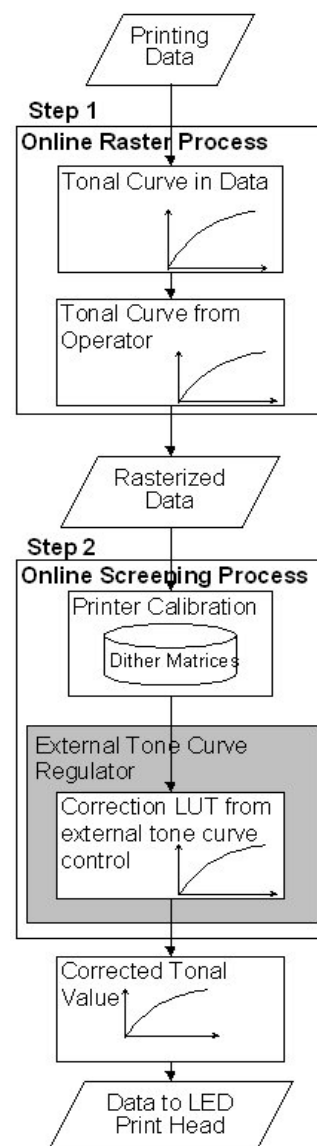 Printing
Data
Step 1
Online Raster Process
Tonal Curve in Data
Tonal Curve from
Operator
Rasterized
Data
Step 2
Online Screening Process
Printer Calibration
Dither Matrices
External Tone Curve
Regulator
Correction LUT from
external tone curve
control
Corrected Tonal
Value
Data to LED
Print Head